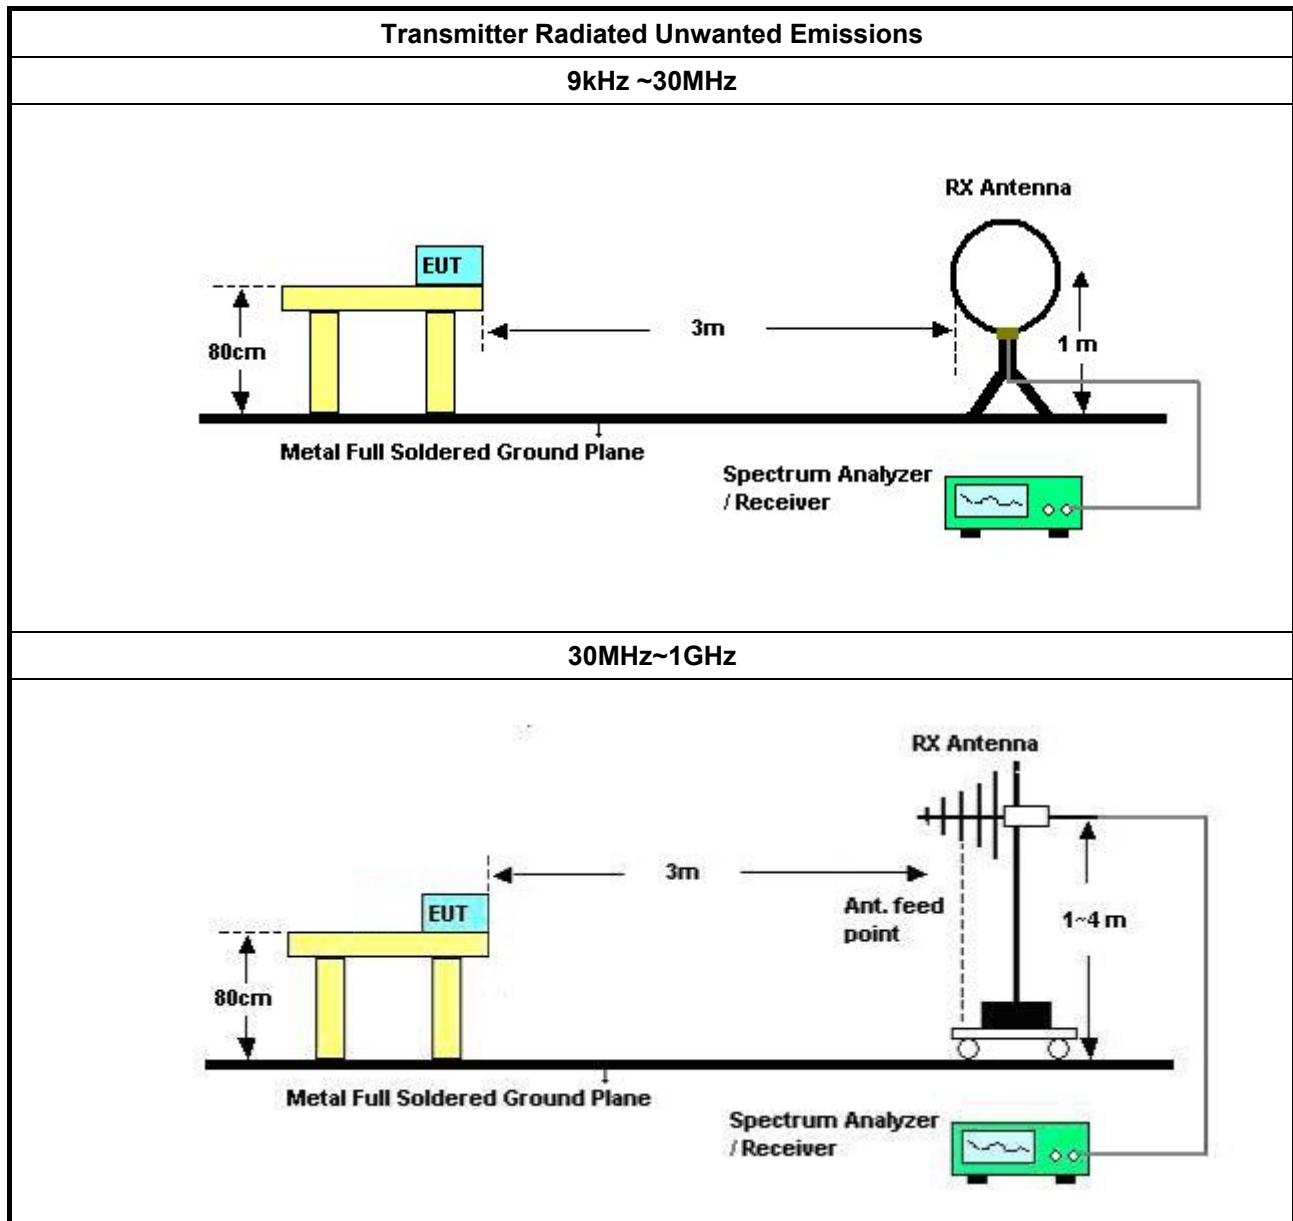 Transmitter Radiated Unwanted Emissions
9kHz ~30MHz
RX Antenna
EUT
3m
80cm
1 m
Metal Full Soldered Ground Plane
Spectrum Analyzer
/ Receiver
30MHz~1GHz
RX Antenna
3m
EUT
Ant. feed
point
1~4 m
80cm
Metal Full Soldered Ground Plane
Spectrum Analyzer
/ Receiver